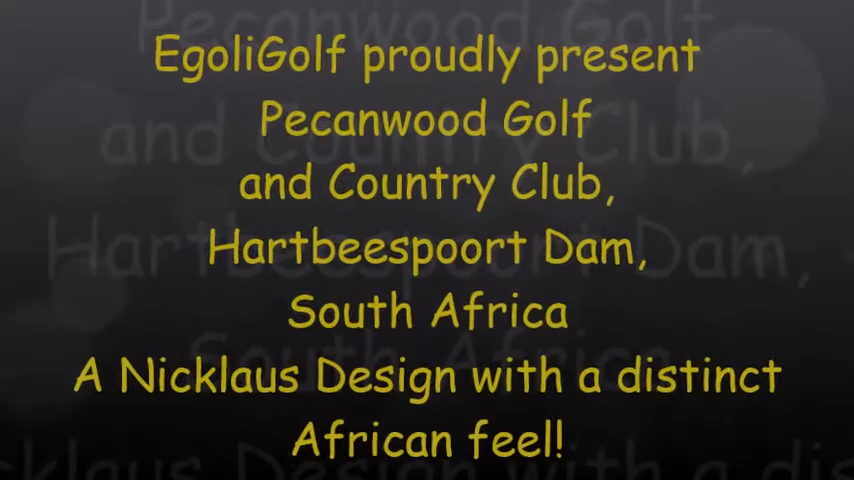 EgoliGolf proudly present
Pecanwood Golf
and Country Club,
Hartbeespoort Dam,
South Africa
A Nicklaus Design with a distinct
African feel!